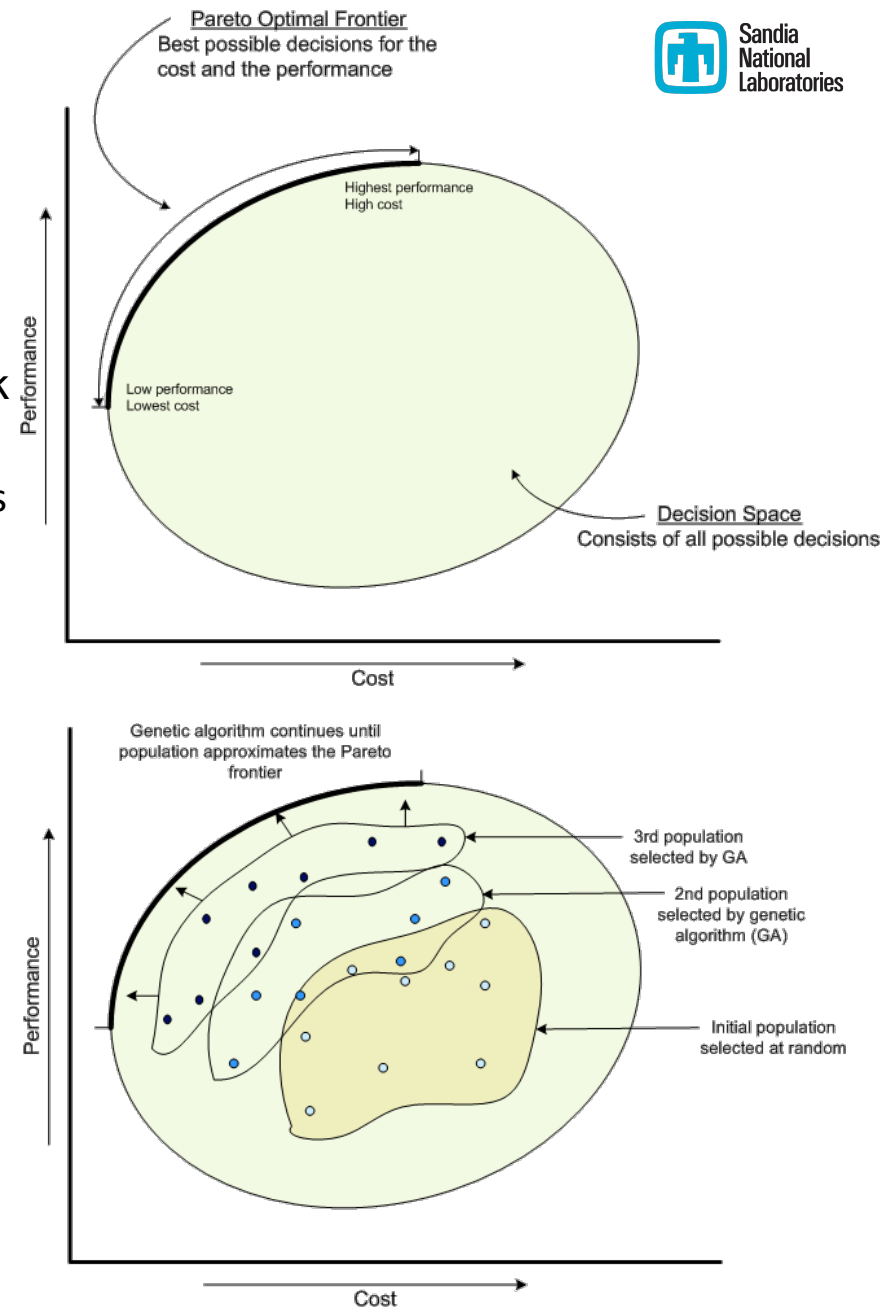 Pareto Optimal Frontier
Best possible decisions for the
cost and the performance
Sandia
National
Laboratories
Highest performance
High cost
Performance
k
Low performance
Lowest cost
s
Decision Space
Consists of all possible decisions
Cost
Genetic algorithm continues until
population approximates the Pareto
frontier
3rd population
selected by GA
2nd population
selected by genetic
algorithm (GA)
Performance
Initial population
selected at random
Cost